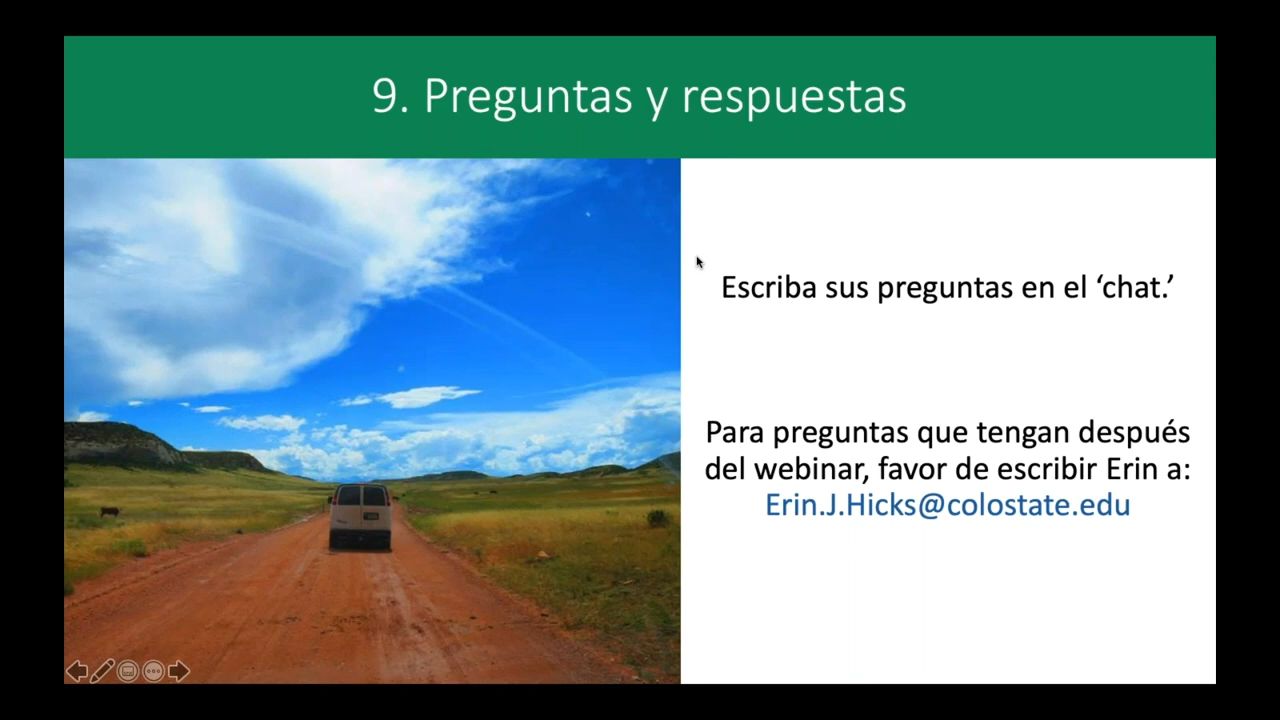 9. Preguntas y respuestas
Escriba sus preguntas en el ‘chat.’
Para preguntas que tengan después
del webinar, favor de escribir Erin a:
Erin.J.Hicks@colostate.edu